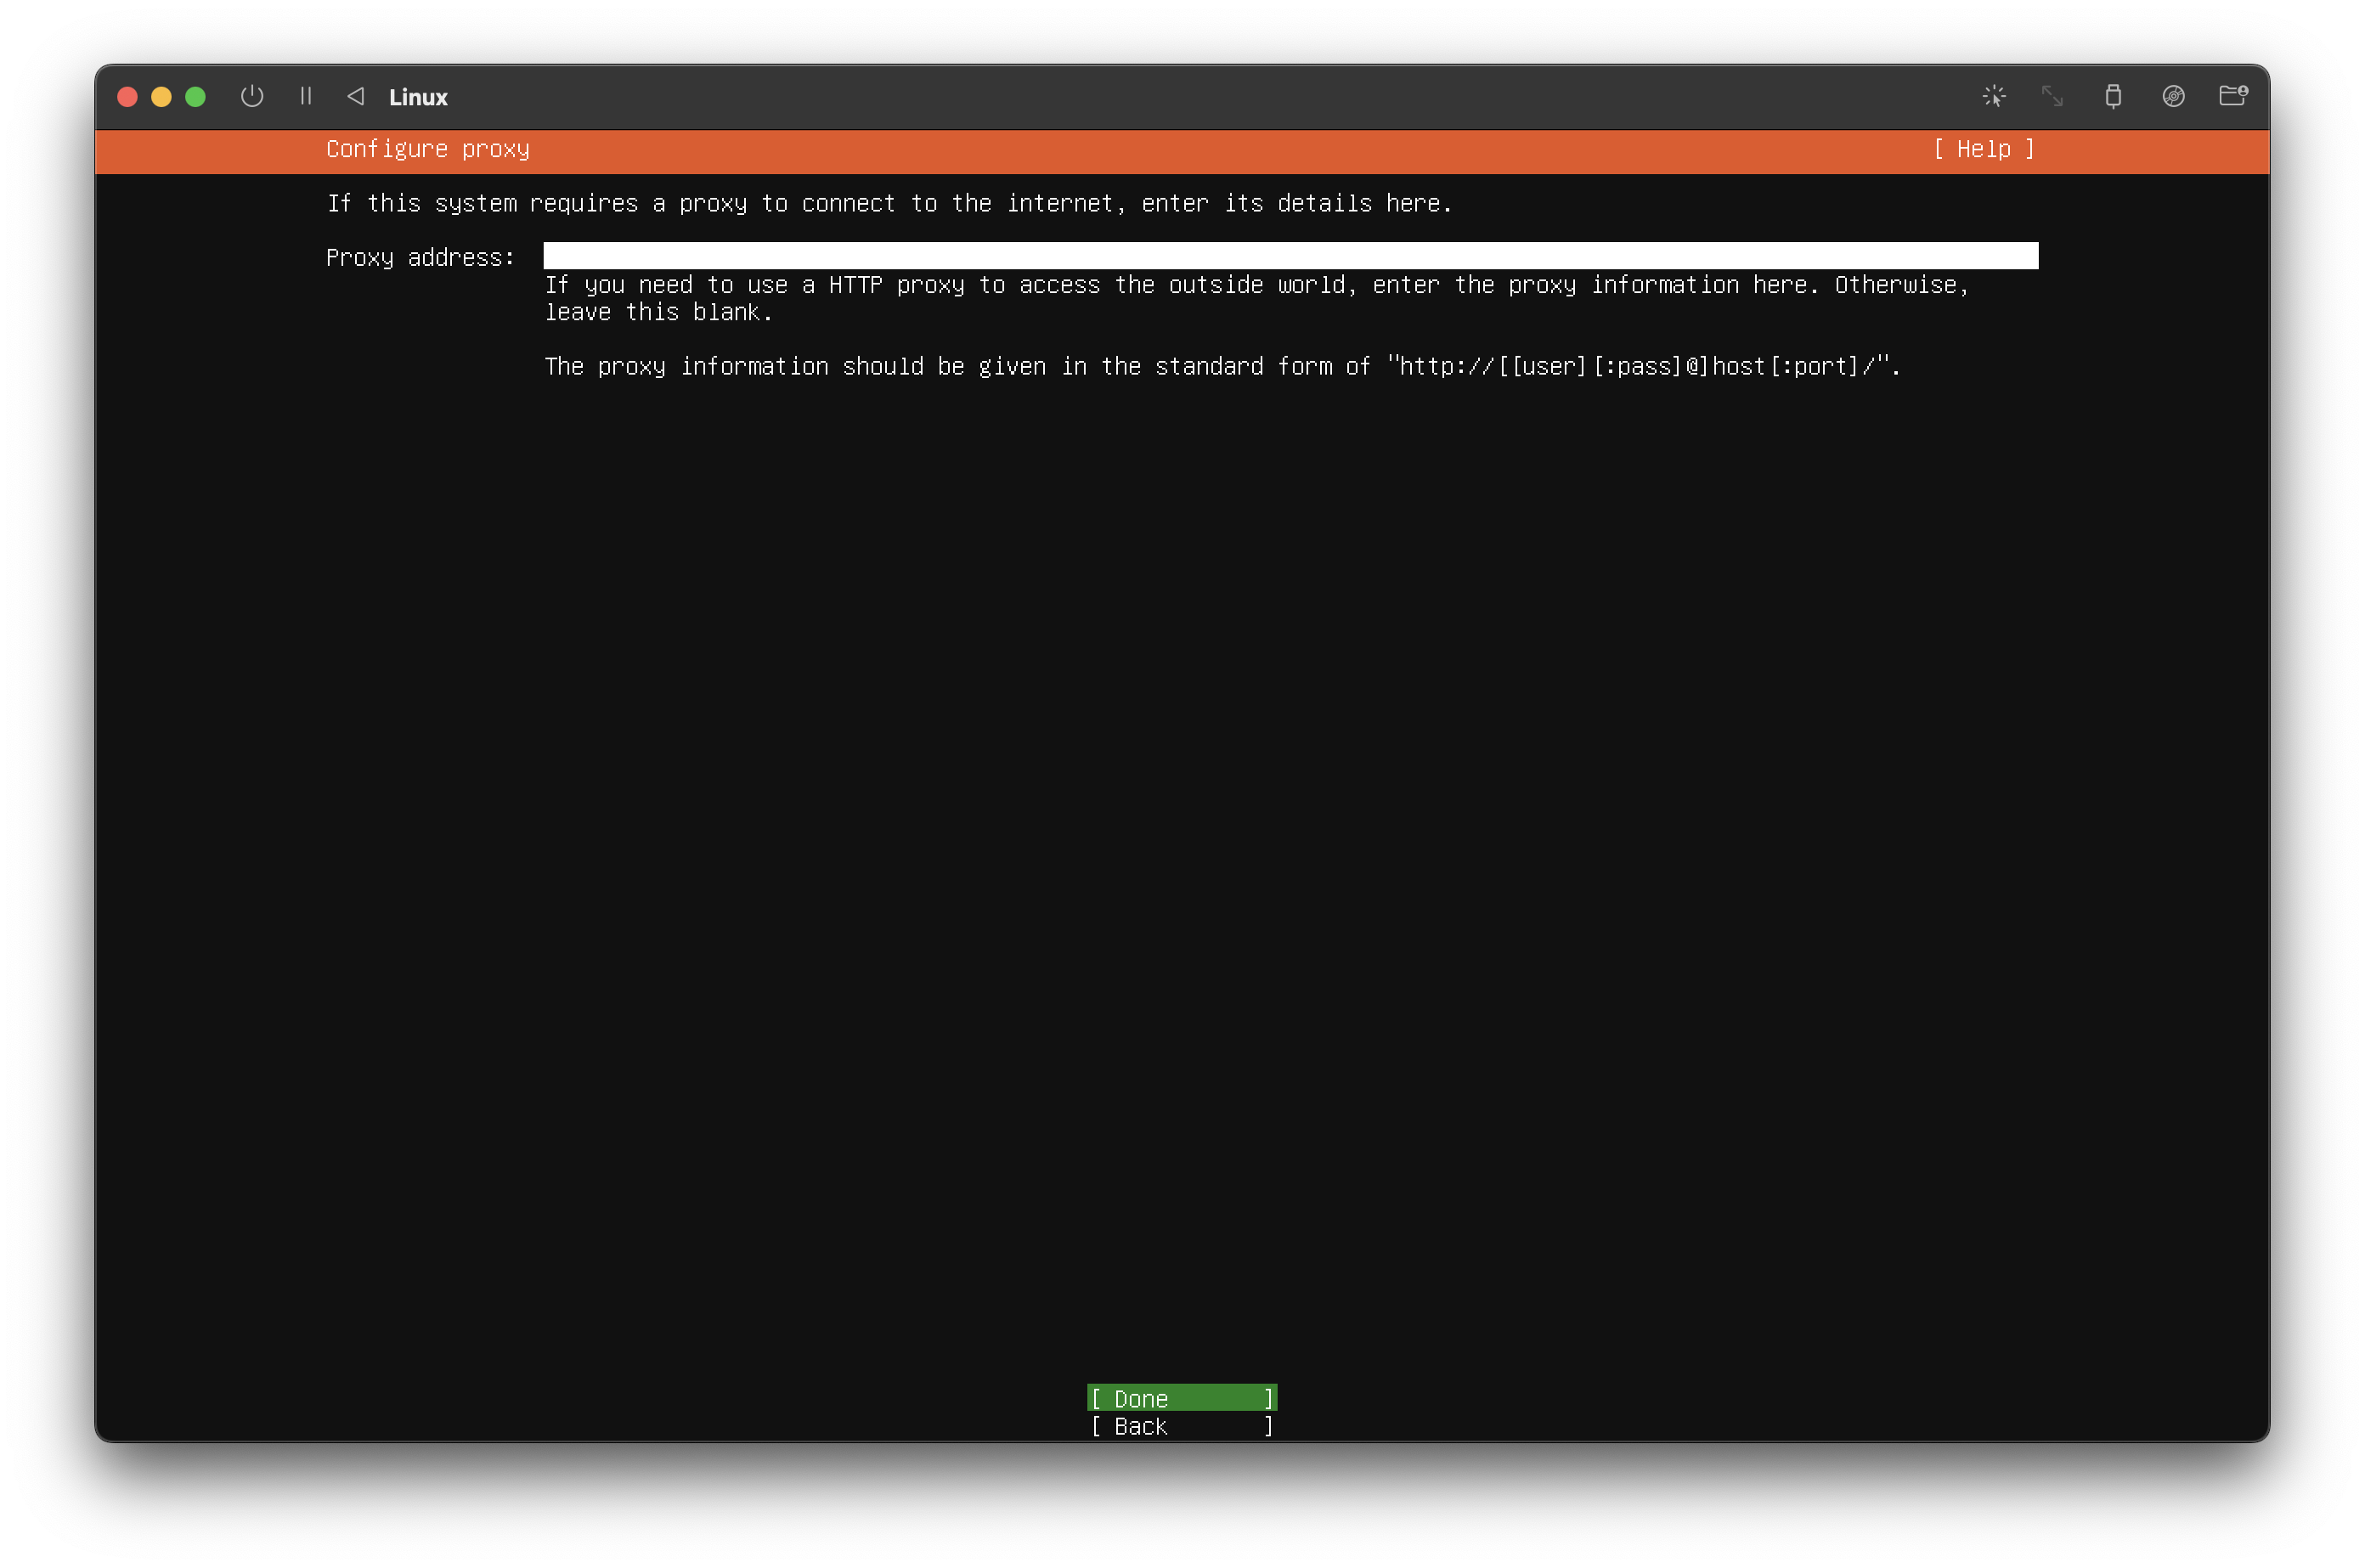 Linux
Configure proxy [ Help ]
If this system requires a proxy to connect to the internet, enter its details here.
Proxy address:
If you need to use a HTTP proxy to access the outside world, enter the proxy information here. Otherwise,
leave this blank.
The proxy information should be given in the standard form of "http://[[user][:pass]@]host[:port]/".
[ Done ]
[ Back ]